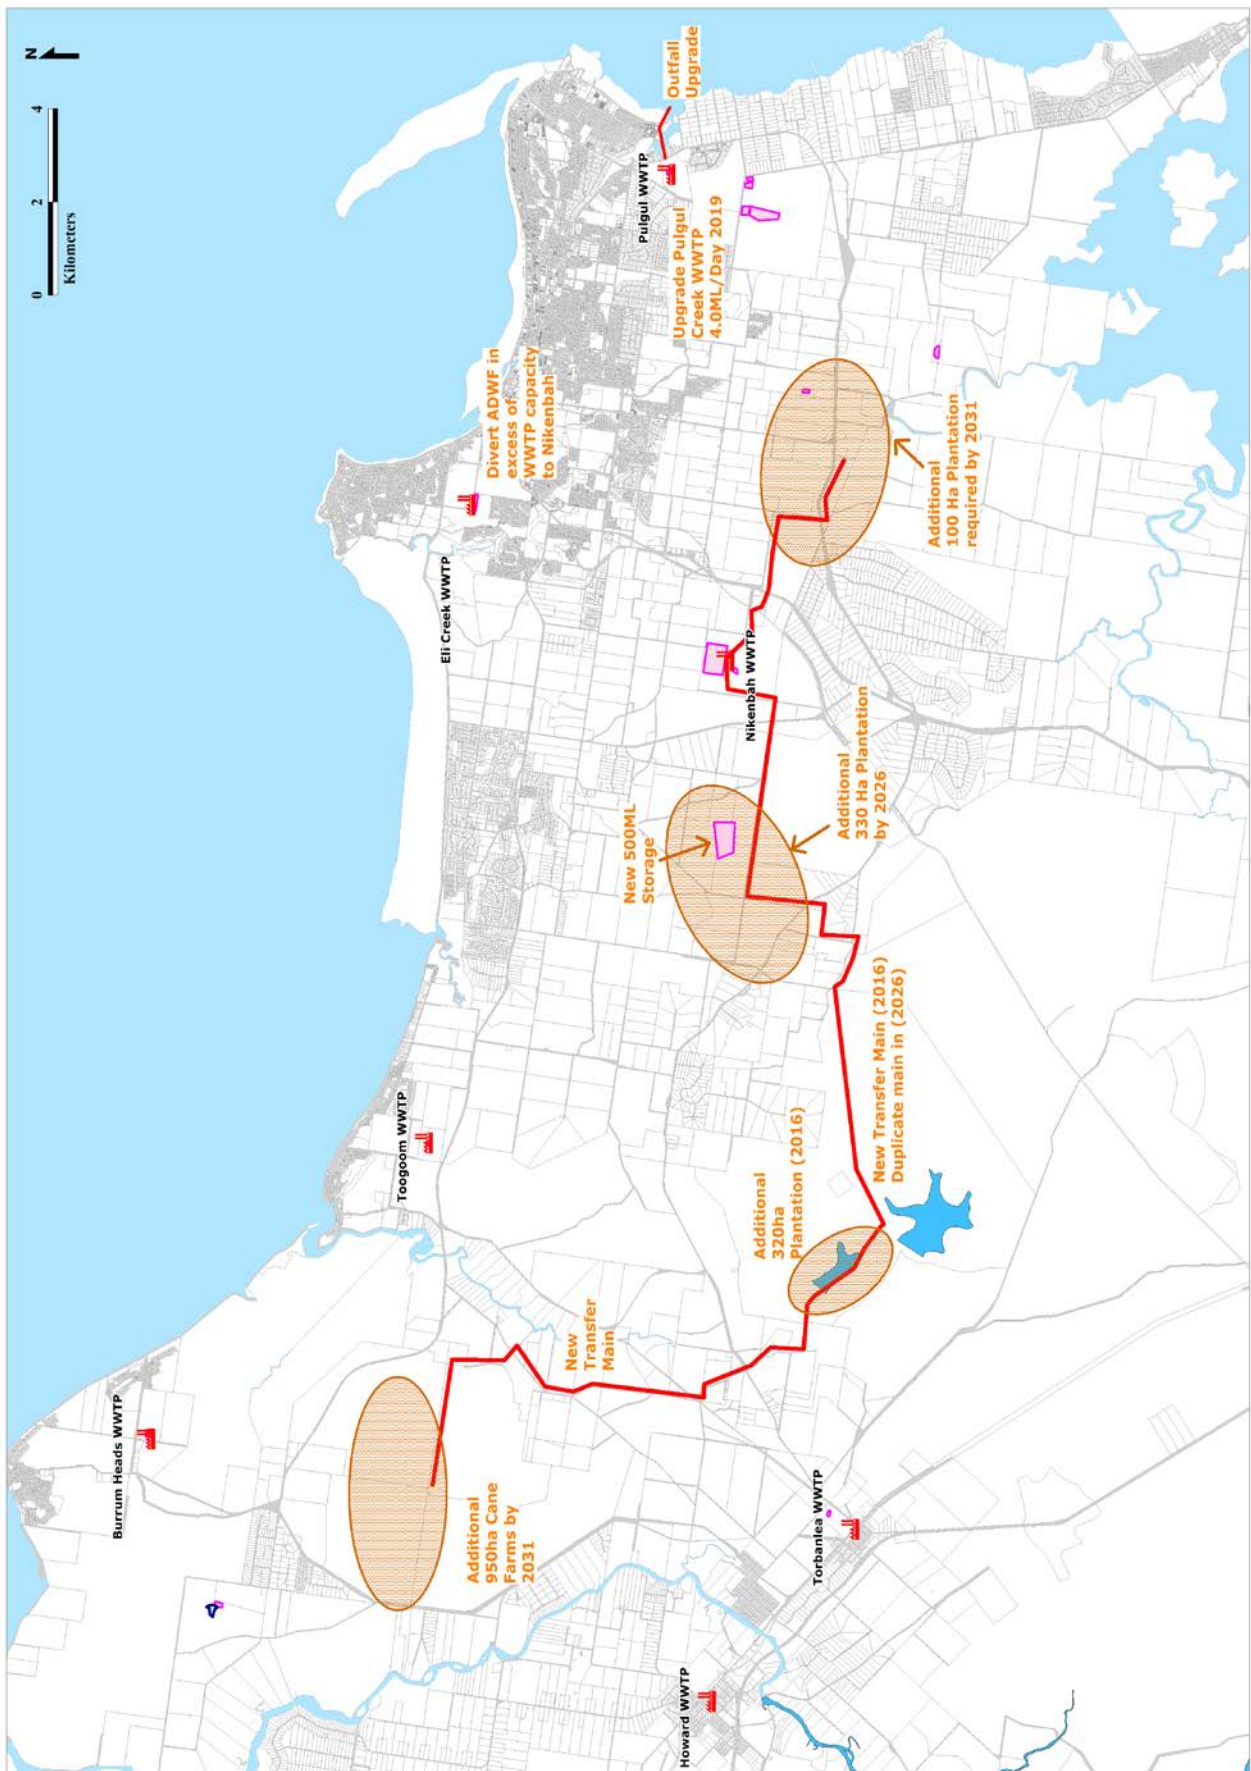 N
0 2 4
Kilometers
Burrum Heads WWTP
Additional
950ha Cane
Farms by
2031
Howard WWTP
Torbanlea WWTP
New
Transfer
Main
Toogoom WWTP
Additional
320ha
Plantation (2016)
New Transfer Main (2016)
Duplicate main in (2026)
New 500ML
Storage
Additional
330 Ha Plantation
by 2026
Eli Creek WWTP
Nikenbah WWTP
Divert ADWF in
excess of
WWTP capacity
to Nikenbah
Additional
100 Ha Plantation
required by 2031
Pulgul WWTP
Upgrade Pulgul
Creek WWTP
4.0ML/Day 2019
Outfall
Upgrade